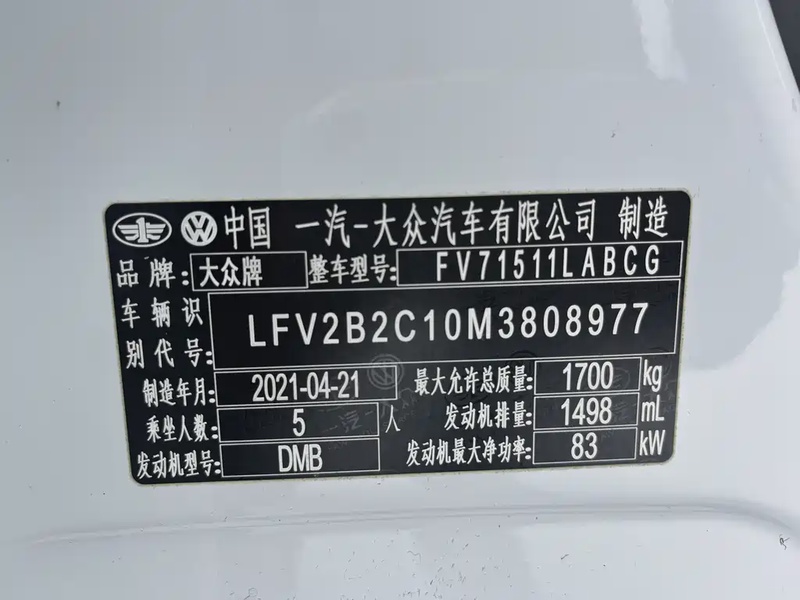 中国 一汽-大众汽车有限公司 制造
品牌: 大众牌 整车型号: FV71511LABCG
车辆识别代号: LFV2B2C10M3808977
制造年月: 2021-04-21 最大允许总质量: 1700 kg
乘坐人数: 5 人 发动机排量: 1498 mL
发动机型号: DMB 发动机最大净功率: 83 kW